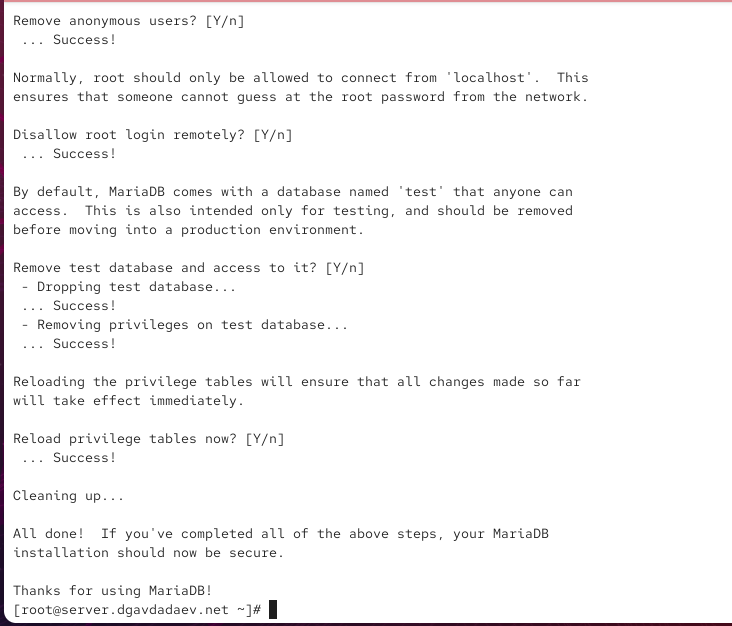 Remove anonymous users? [Y/n]
 ... Success!

Normally, root should only be allowed to connect from 'localhost'.  This
ensures that someone cannot guess at the root password from the network.

Disallow root login remotely? [Y/n]
 ... Success!

By default, MariaDB comes with a database named 'test' that anyone can
access.  This is also intended only for testing, and should be removed
before moving into a production environment.

Remove test database and access to it? [Y/n]
 - Dropping test database...
 ... Success!
 - Removing privileges on test database...
 ... Success!

Reloading the privilege tables will ensure that all changes made so far
will take effect immediately.

Reload privilege tables now? [Y/n]
 ... Success!

Cleaning up...

All done!  If you've completed all of the above steps, your MariaDB
installation should now be secure.

Thanks for using MariaDB!
[root@server.dgavdadaev.net ~]#